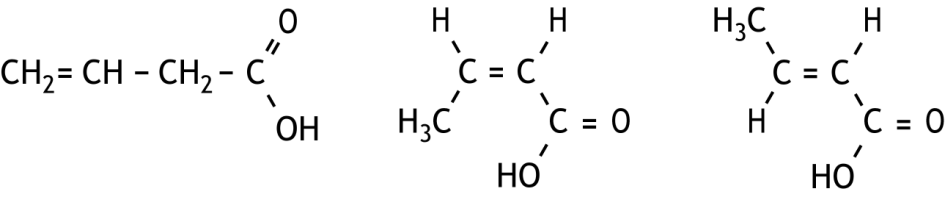 CH₂=CH–CH₂–C
O
OH
H H
C = C
H₃C C = O
HO
H₃C H
C = C
H C = O
HO